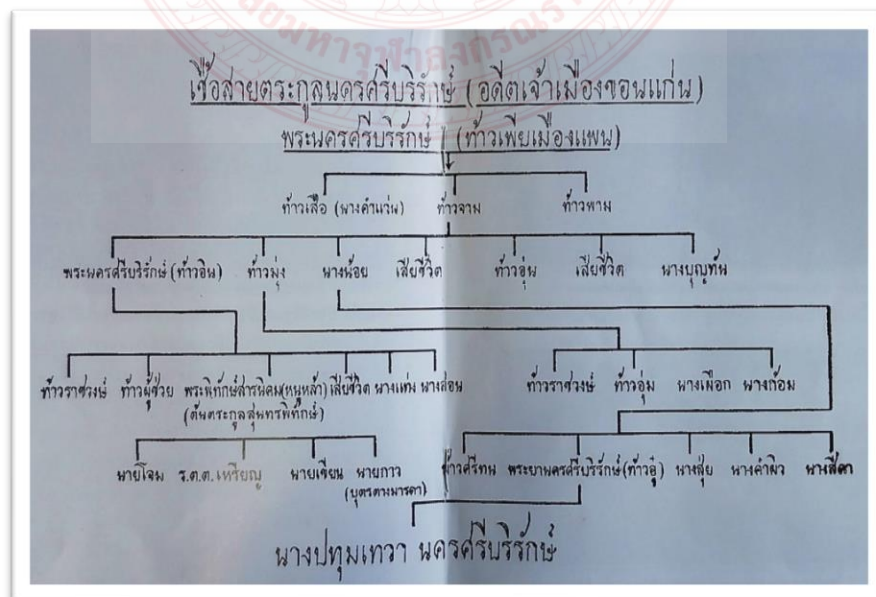 เชื้อสายตระกูลนครศรีบริรักษ์ (อดีตเจ้าเมืองขอนแก่น)
พระนครศรีบริรักษ์ (ท้าวเพียเมืองแพน)
ท้าวเสือ (นางคำแว่น) ท้าวจาม ท้าวหาม
พระนครศรีบริรักษ์ (ท้าวอิน) ท้าวมุ่ง นางน้อย เสียชีวิต ท้าวอุ่น เสียชีวิต นางบุญทัน
ท้าวราชวงษ์ ท้าวผู้ช่วย พระพิทักษ์สารนิคม(หนูหล้า) เสียชีวิต นางแท่ง นางล่อน ท้าวราชวงษ์ ท้าวอุ่ม นางเผือก นางก้อม
(ต้นตระกูลสุนทรพิทักษ์)
นายโฉม ร.ต.ต. เหรียญ นายเขียน นายกาว ท้าวศรีทน พระยานครศรีบริรักษ์ (ท้าวอู๋) นางสุ่ย นางคำผิว นางสีดา
(บุตรต่างมารดา)
นางปทุมเทวา นครศรีบริรักษ์